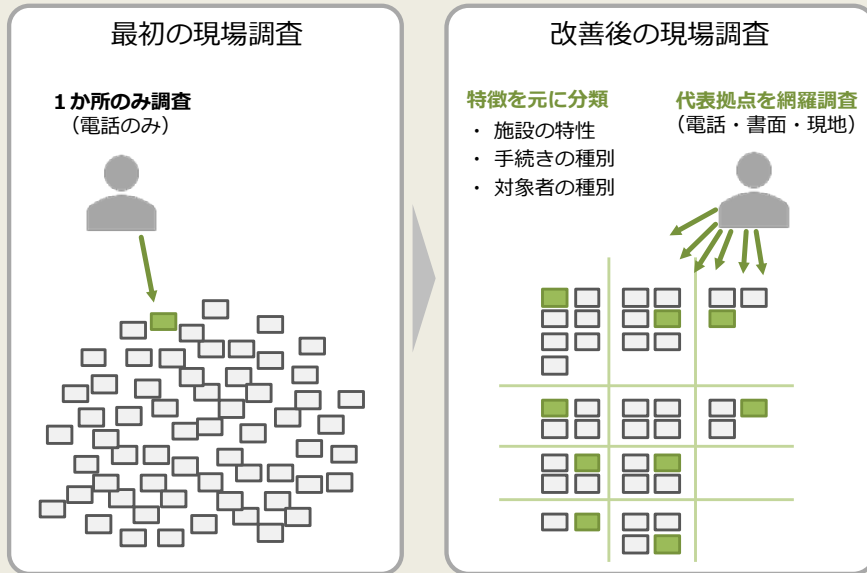 最初の現場調査
１か所のみ調査
（電話のみ）
改善後の現場調査
特徴を元に分類
・ 施設の特性
・ 手続きの種別
・ 対象者の種別
代表拠点を網羅調査
（電話・書面・現地）